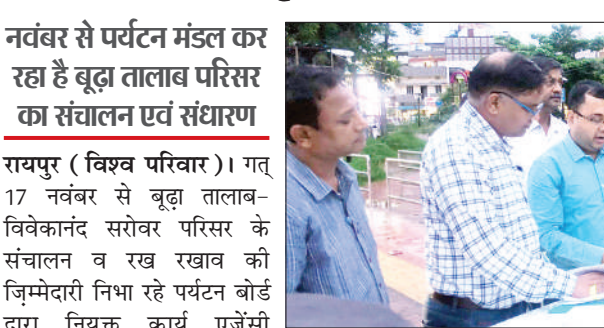 नवंबर से पर्यटन मंडल कर
रहा है बूढ़ा तालाब परिसर
का संचालन एवं संधारण
रायपुर ( विश्व परिवार )। गत्
17 नवंबर से बूढ़ा तालाब-
विवेकानंद सरोवर परिसर के
संचालन व रख रखाव की
ज़िम्मेदारी निभा रहे पर्यटन बोर्ड
द्वारा नियुक्त कार्य एजेंसी